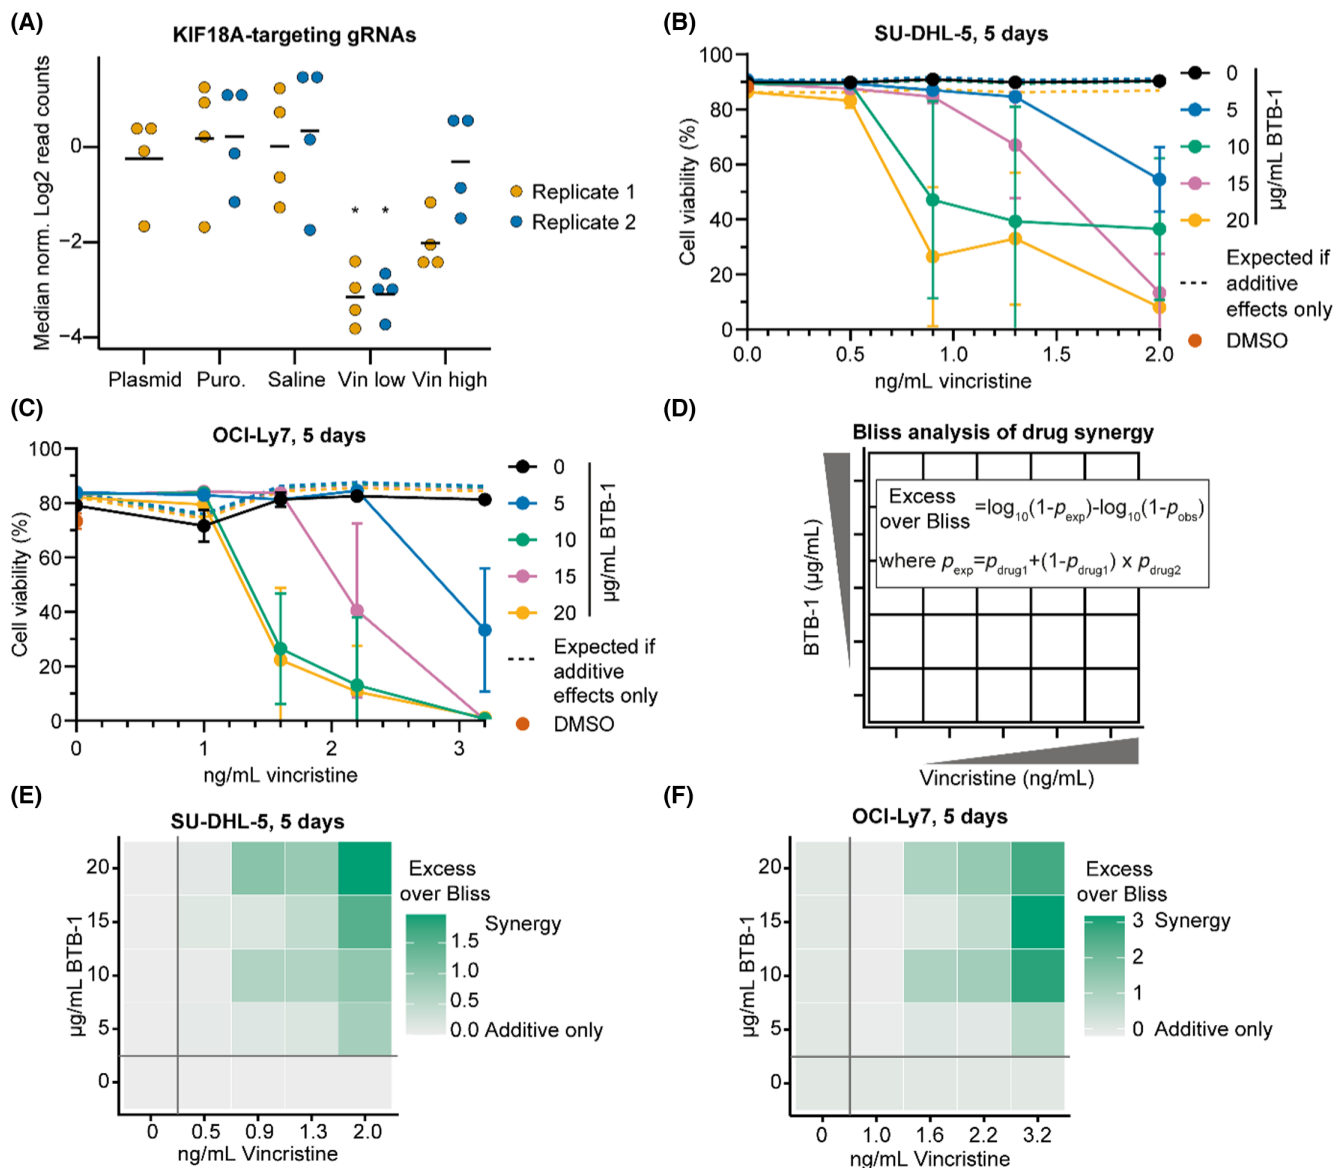 (A)
KIF18A-targeting gRNAs
Median norm. Log2 read counts
0
−2
−4
Plasmid Puro. Saline Vin low Vin high
* *
Replicate 1
Replicate 2
(B)
SU-DHL-5, 5 days
Cell viability (%)
100
80
60
40
20
0
0.0 0.5 1.0 1.5 2.0
ng/mL vincristine
0
5
10
15
20
µg/mL BTB-1
Expected if
additive
effects only
DMSO
(C)
OCI-Ly7, 5 days
Cell viability (%)
100
80
60
40
20
0
0 1 2 3
ng/mL vincristine
0
5
10
15
20
µg/mL BTB-1
Expected if
additive
effects only
DMSO
(D)
Bliss analysis of drug synergy
BTB-1 (µg/mL)
Excess
over Bliss =log10(1-pexp)-log10(1-pobs)
where pexp=pdrug1+(1-pdrug1) x pdrug2
Vincristine (ng/mL)
(E)
SU-DHL-5, 5 days
µg/mL BTB-1
20
15
10
5
0
0 0.5 0.9 1.3 2.0
ng/mL Vincristine
Excess
over Bliss
Synergy
1.5
1.0
0.5
0.0 Additive only
(F)
OCI-Ly7, 5 days
µg/mL BTB-1
20
15
10
5
0
0 1.0 1.6 2.2 3.2
ng/mL Vincristine
Excess
over Bliss
3 Synergy
2
1
0 Additive only